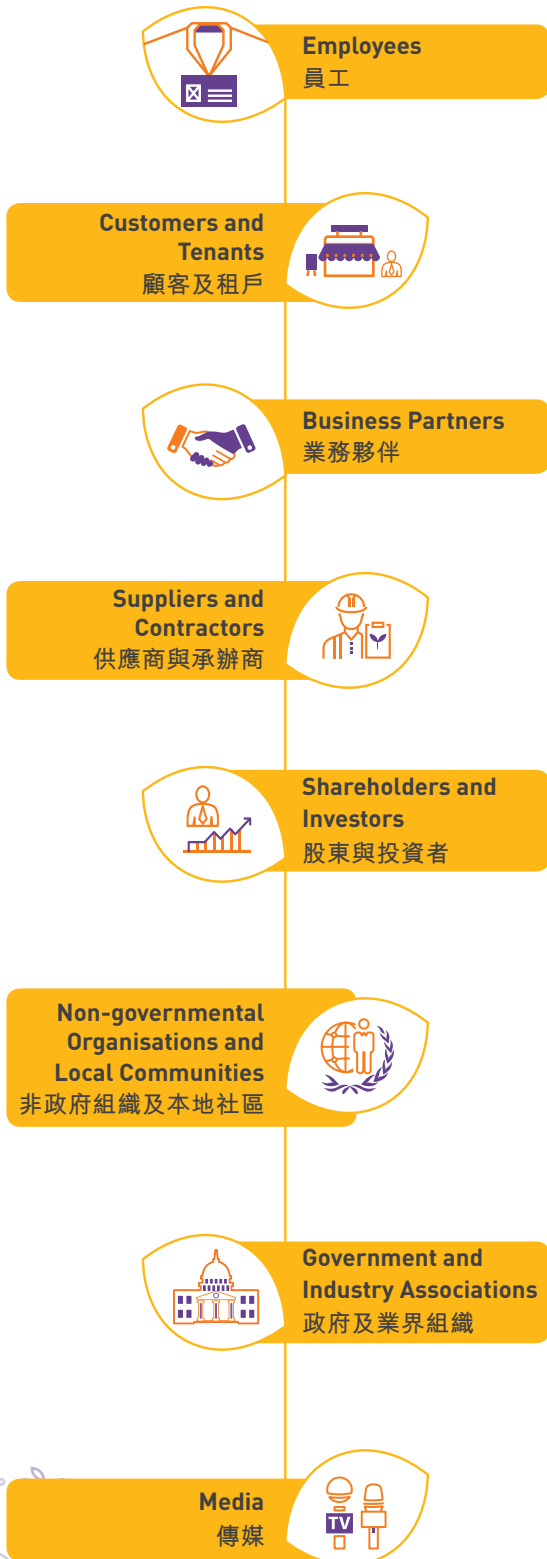 Employees
員工
Customers and
Tenants
顧客及租戶
Business Partners
業務夥伴
Suppliers and
Contractors
供應商與承辦商
Shareholders and
Investors
股東與投資者
Non-governmental
Organisations and
Local Communities
非政府組織及本地社區
Government and
Industry Associations
政府及業界組織
Media
傳媒
TV